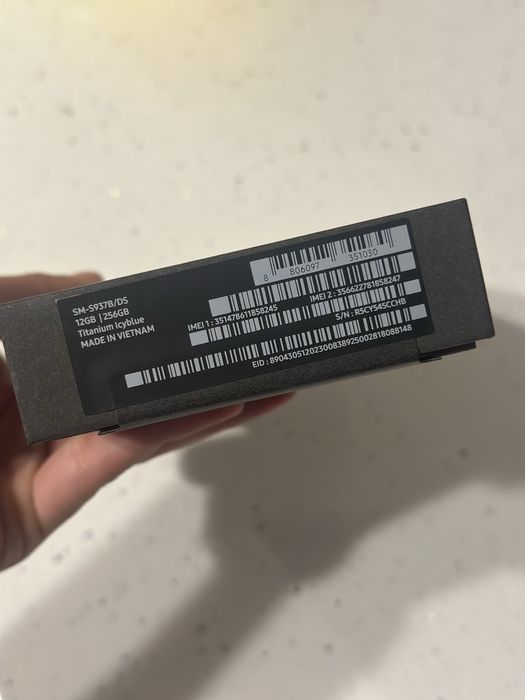 SM-S937B/DS
12GB | 256GB
Titanium Icyblue
MADE IN VIETNAM
8 806097 351030
IMEI 1 : 351478611858245
IMEI 2 : 356622781858247
S/N : R5CY545CCHB
EID : 89043051202300838925002818088148